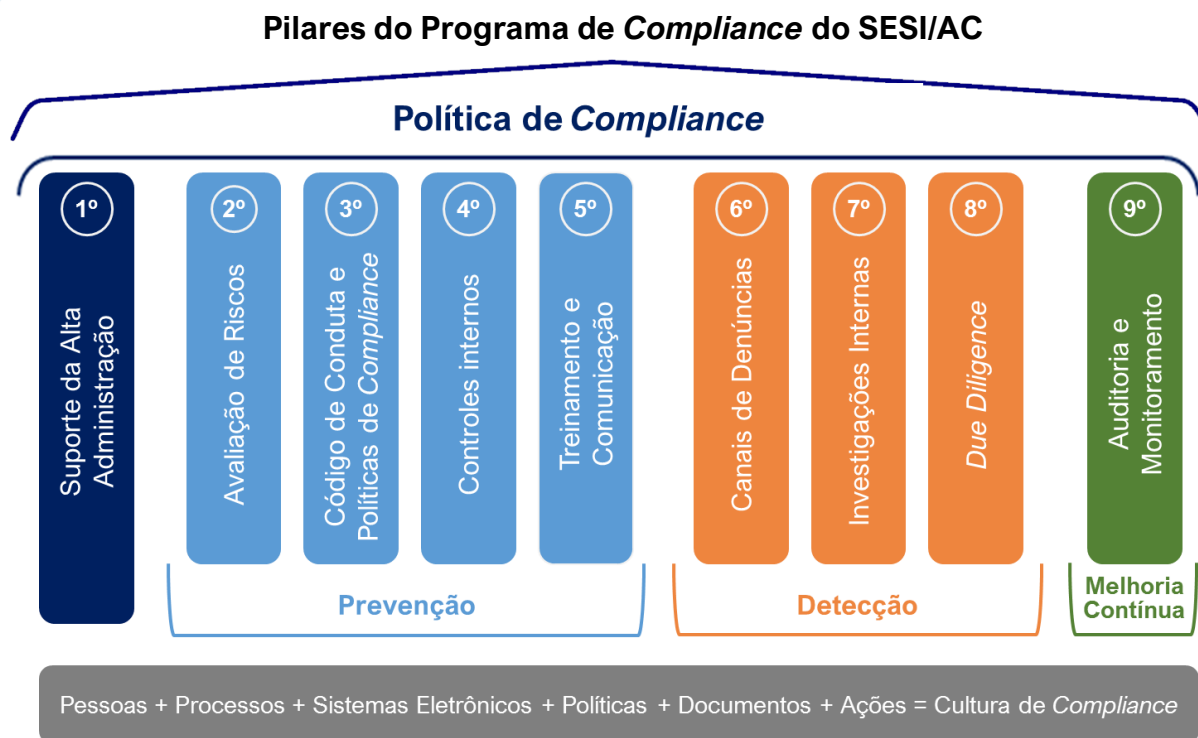 Pilares do Programa de Compliance do SESI/AC
Política de Compliance
1º
Suporte da Alta
Administração
2º
Avaliação de Riscos
3º
Código de Conduta e
Políticas de Compliance
4º
Controles internos
5º
Treinamento e
Comunicação
6º
Canais de Denúncias
7º
Investigações Internas
8º
Due Diligence
9º
Auditoria e
Monitoramento
Prevenção
Detecção
Melhoria
Contínua
Pessoas + Processos + Sistemas Eletrônicos + Políticas + Documentos + Ações = Cultura de Compliance